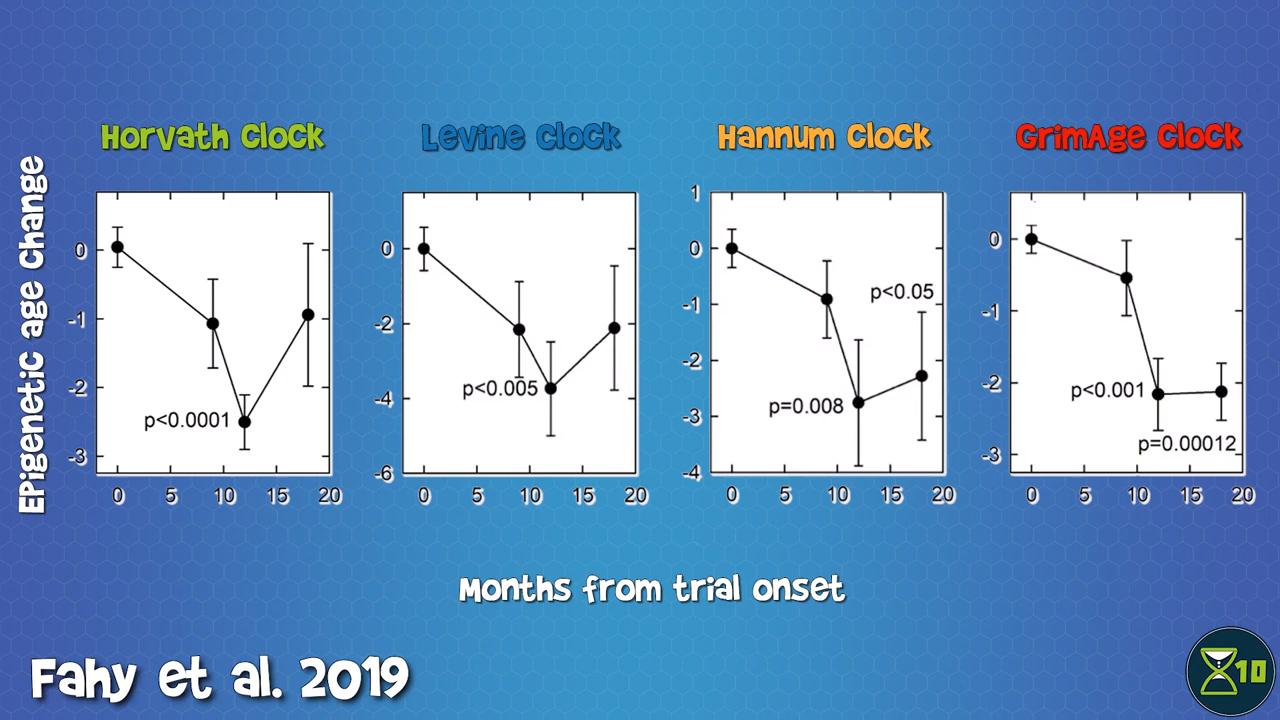 Horvath Clock
Levine Clock
Hannum Clock
GrimAge Clock
Epigenetic age Change
0
-1
-2
-3
p<0.0001
0 5 10 15 20
0
-2
-4
-6
p<0.005
0 5 10 15 20
1
0
-1
-2
-3
-4
p<0.05
p=0.008
0 5 10 15 20
0
-1
-2
-3
p<0.001
p=0.00012
0 5 10 15 20
Months from trial onset
Fahy et al. 2019
10